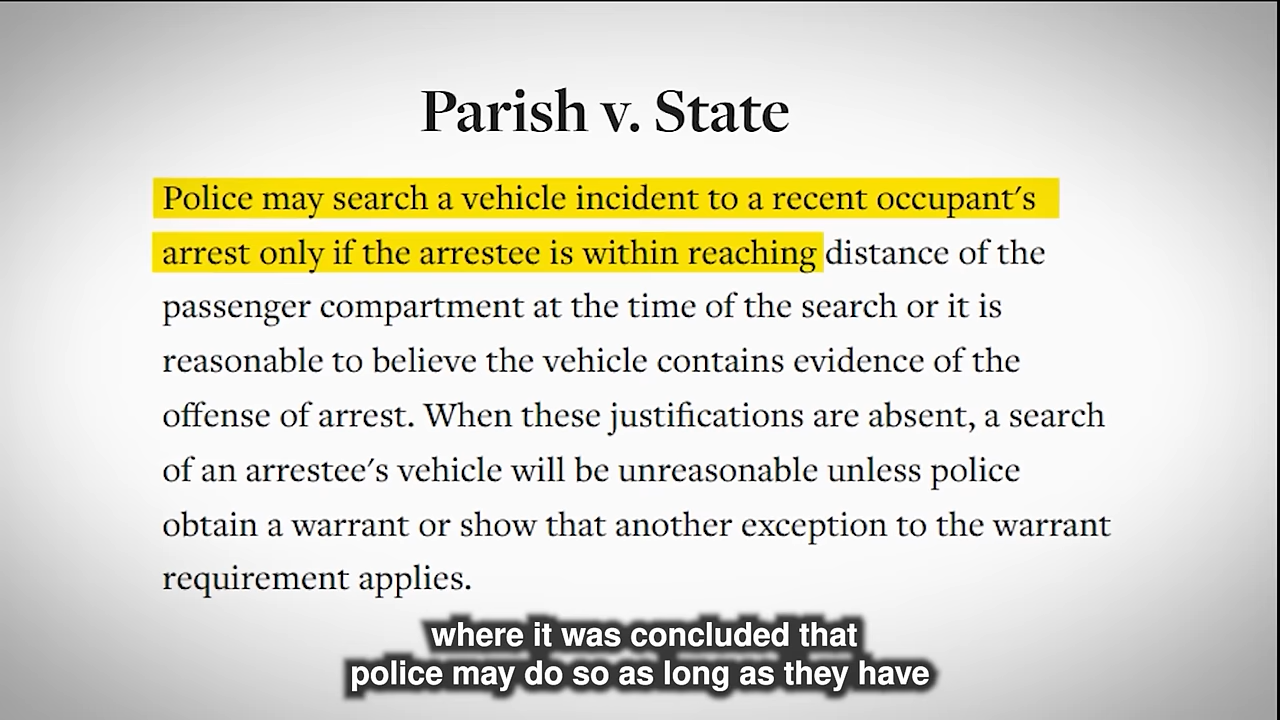 Parish v. State
Police may search a vehicle incident to a recent occupant's
arrest only if the arrestee is within reaching distance of the
passenger compartment at the time of the search or it is
reasonable to believe the vehicle contains evidence of the
offense of arrest. When these justifications are absent, a search
of an arrestee's vehicle will be unreasonable unless police
obtain a warrant or show that another exception to the warrant
requirement applies.
where it was concluded that
police may do so as long as they have